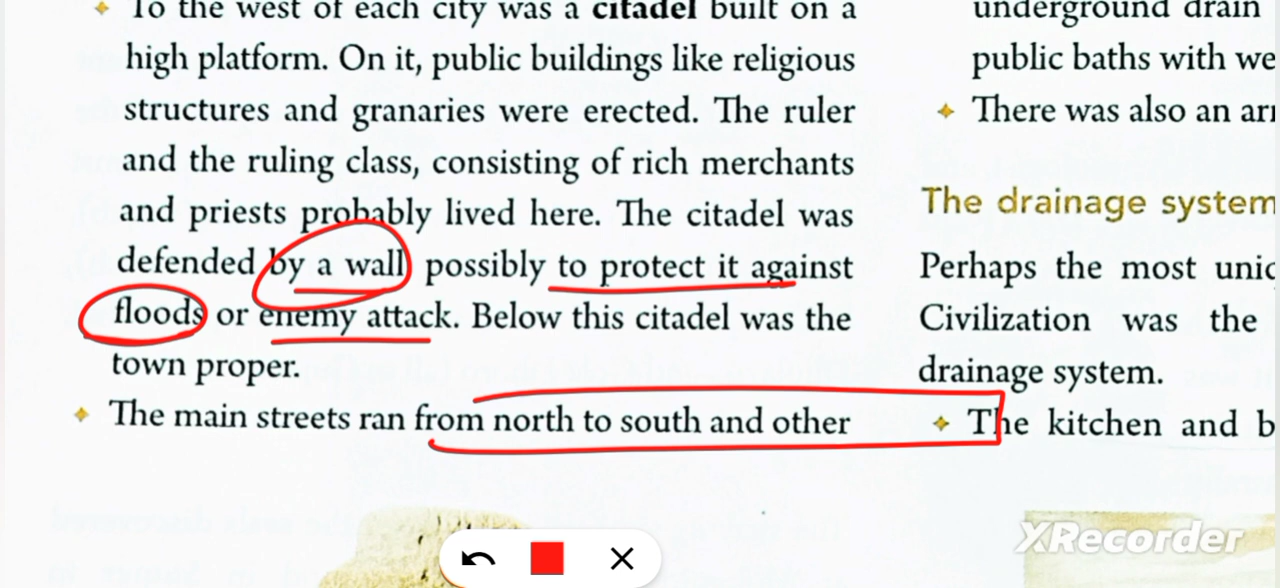 To the west of each city was a citadel built on a
high platform. On it, public buildings like religious
structures and granaries were erected. The ruler
and the ruling class, consisting of rich merchants
and priests probably lived here. The citadel was
defended by a wall possibly to protect it against
floods or enemy attack. Below this citadel was the
town proper.
The main streets ran from north to south and other
underground drain
public baths with we
There was also an arr
The drainage system
Perhaps the most uniq
Civilization was the
drainage system.
The kitchen and b
XRecorder